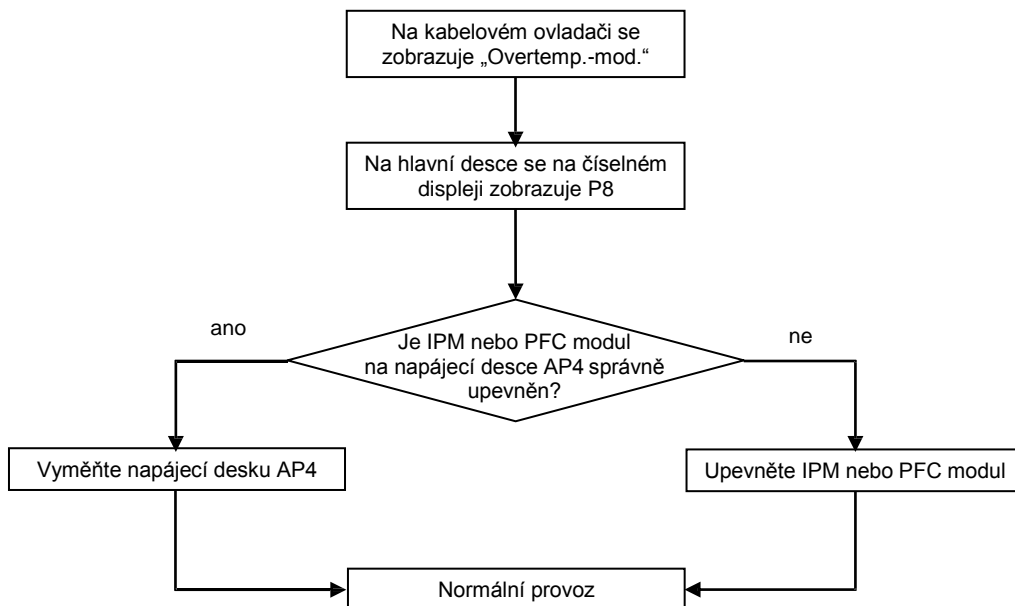 Na kabelovém ovladači se
zobrazuje „Overtemp.-mod.“
Na hlavní desce se na číselném
displeji zobrazuje P8
ano
ne
Je IPM nebo PFC modul
na napájecí desce AP4 správně
upevněn?
Vyměňte napájecí desku AP4
Upevněte IPM nebo PFC modul
Normální provoz